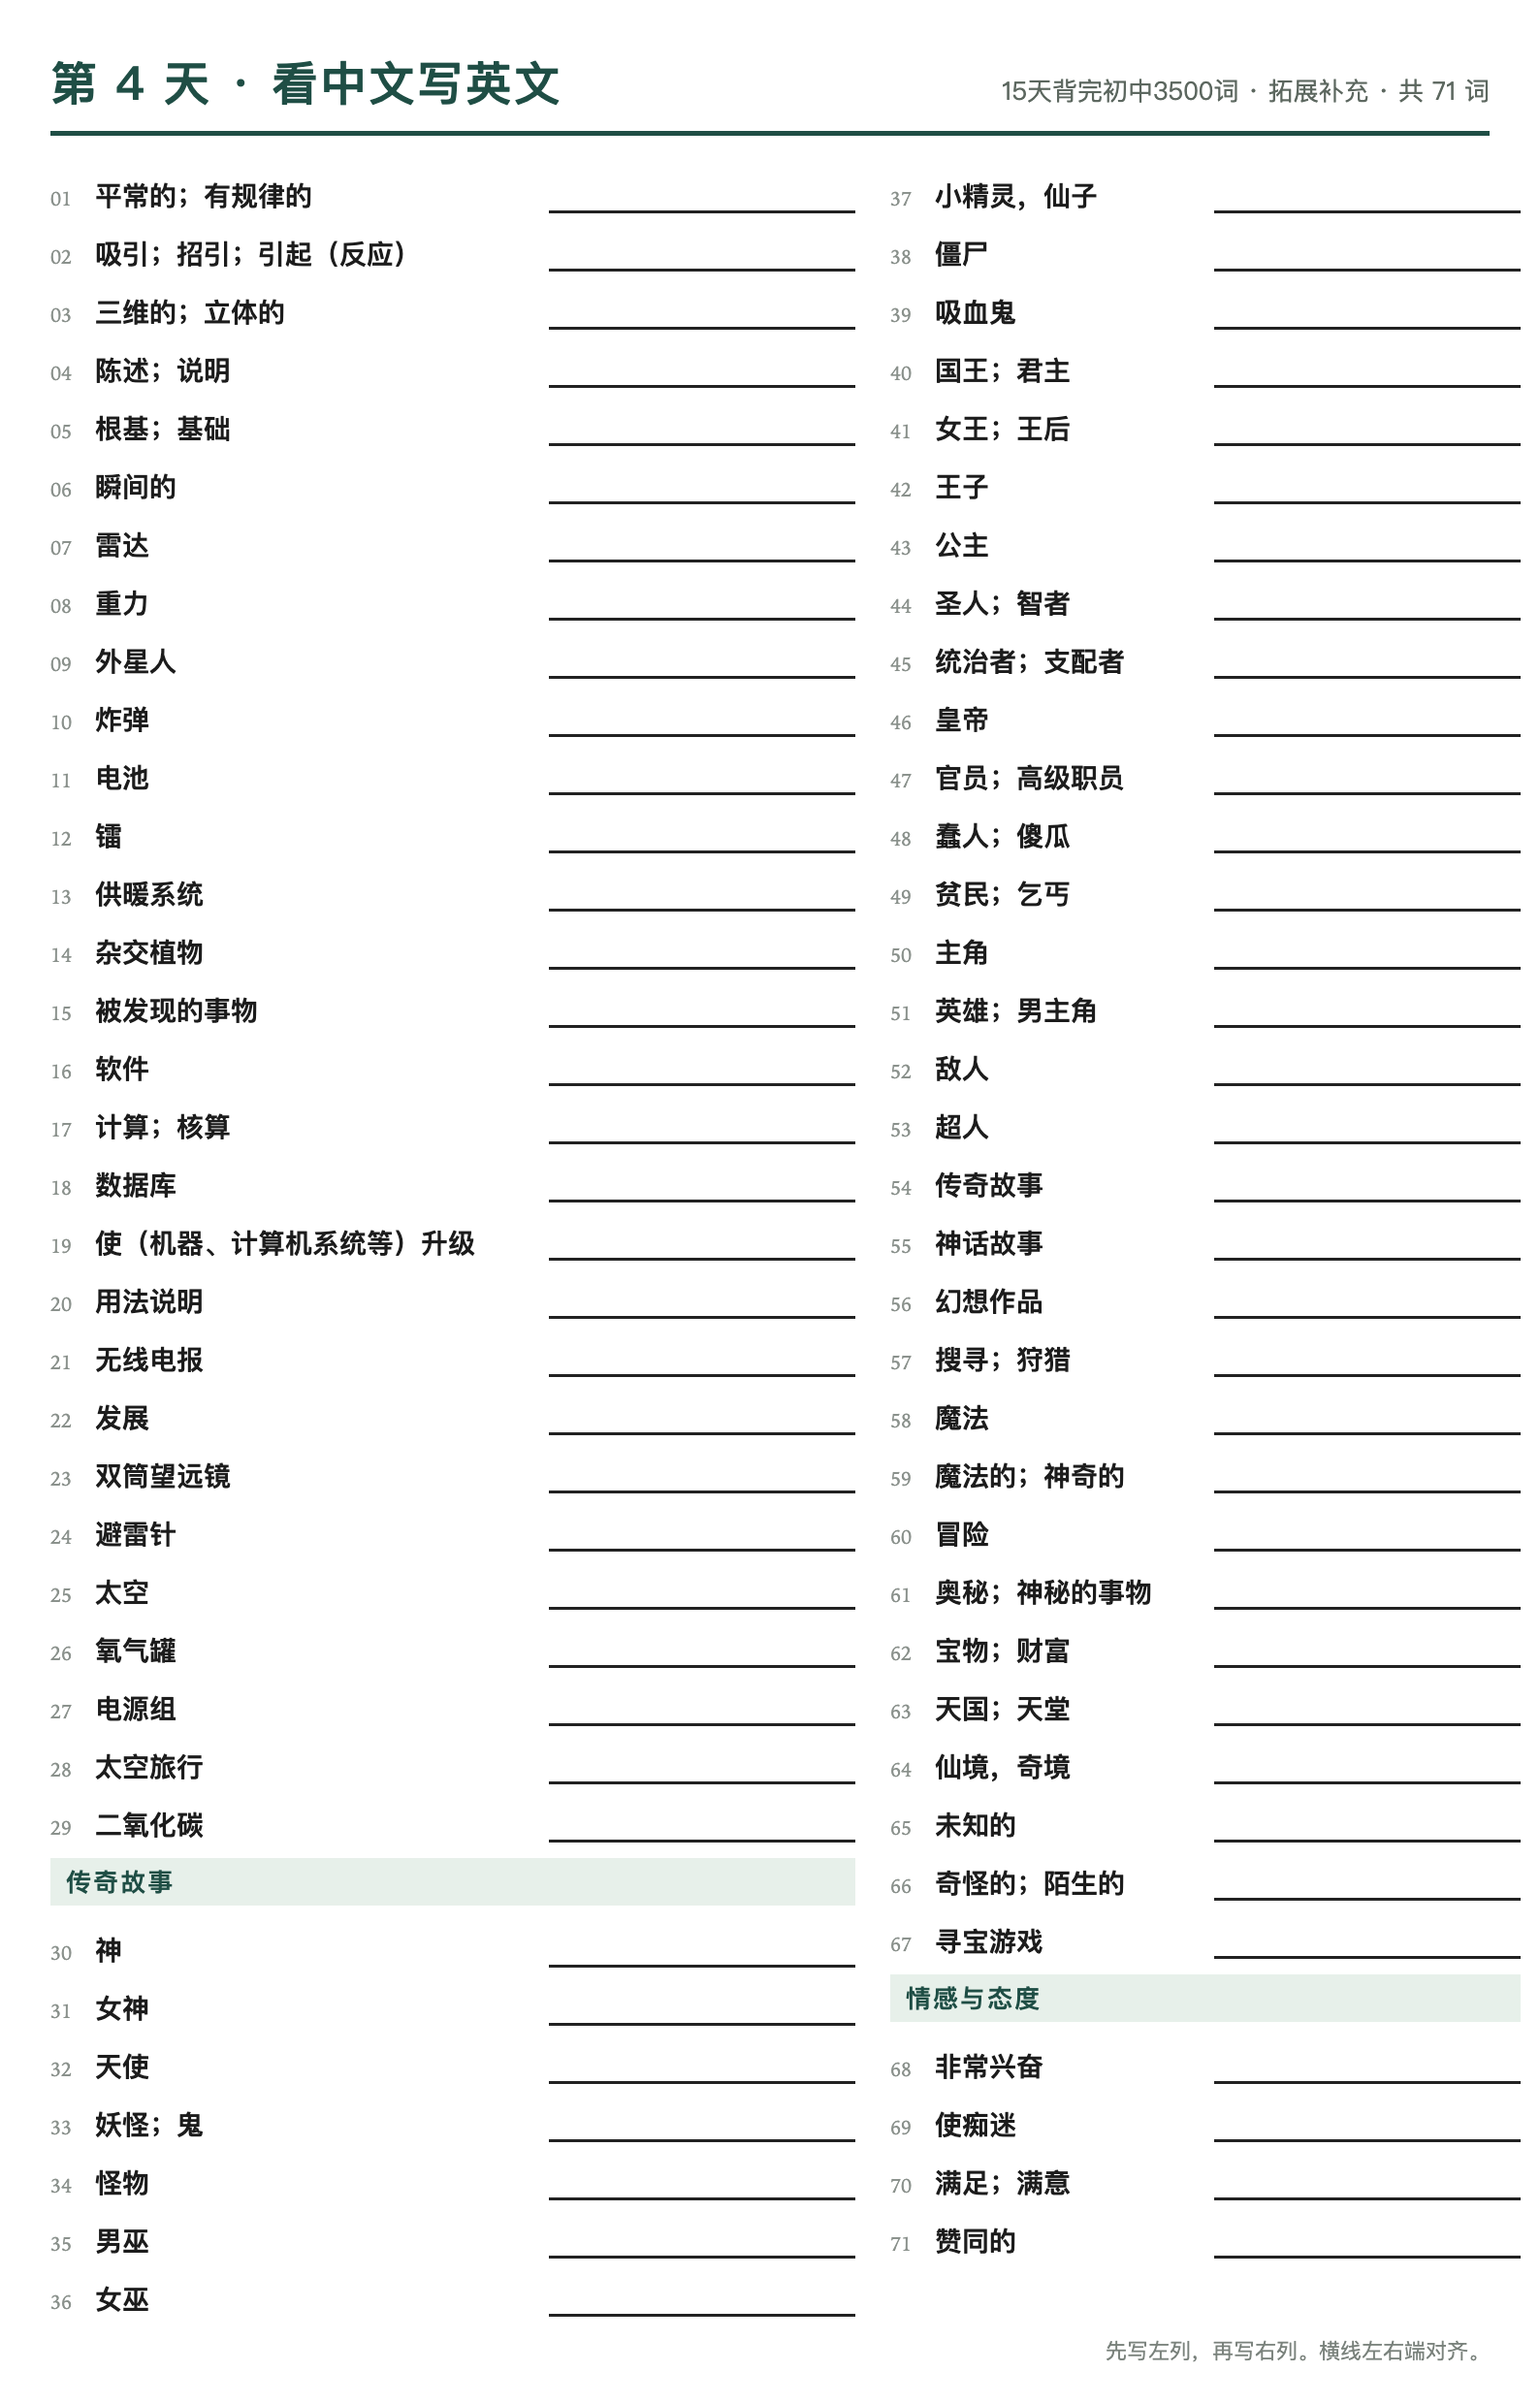 第 4 天 · 看中文写英文
15天背完初中3500词 · 拓展补充 · 共 71 词
01 平常的；有规律的
02 吸引；招引；引起（反应）
03 三维的；立体的
04 陈述；说明
05 根基；基础
06 瞬间的
07 雷达
08 重力
09 外星人
10 炸弹
11 电池
12 镭
13 供暖系统
14 杂交植物
15 被发现的事物
16 软件
17 计算；核算
18 数据库
19 使（机器、计算机系统等）升级
20 用法说明
21 无线电报
22 发展
23 双筒望远镜
24 避雷针
25 太空
26 氧气罐
27 电源组
28 太空旅行
29 二氧化碳
传奇故事
30 神
31 女神
32 天使
33 妖怪；鬼
34 怪物
35 男巫
36 女巫
37 小精灵，仙子
38 僵尸
39 吸血鬼
40 国王；君主
41 女王；王后
42 王子
43 公主
44 圣人；智者
45 统治者；支配者
46 皇帝
47 官员；高级职员
48 蠢人；傻瓜
49 贫民；乞丐
50 主角
51 英雄；男主角
52 敌人
53 超人
54 传奇故事
55 神话故事
56 幻想作品
57 搜寻；狩猎
58 魔法
59 魔法的；神奇的
60 冒险
61 奥秘；神秘的事物
62 宝物；财富
63 天国；天堂
64 仙境，奇境
65 未知的
66 奇怪的；陌生的
67 寻宝游戏
情感与态度
68 非常兴奋
69 使痴迷
70 满足；满意
71 赞同的
先写左列，再写右列。横线左右端对齐。